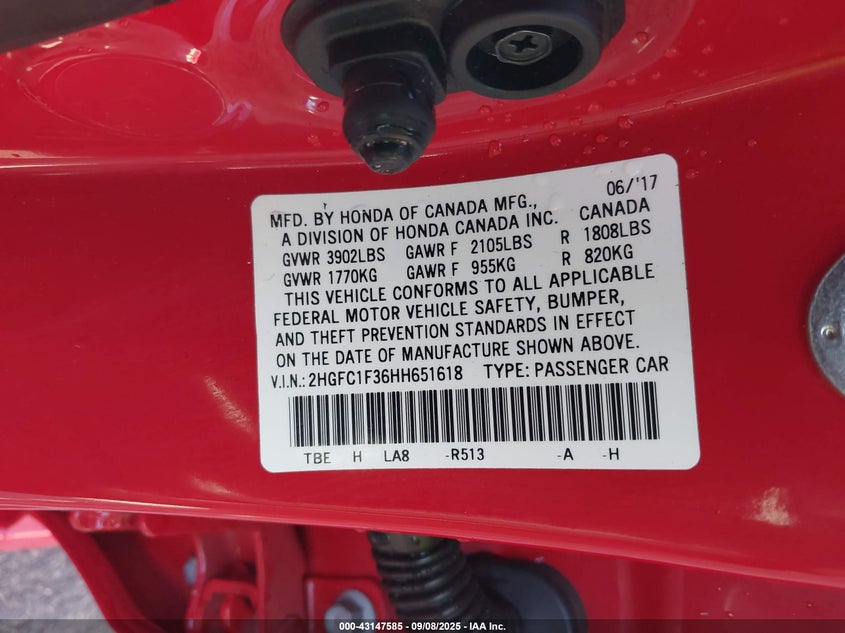 MFD. BY HONDA OF CANADA MFG., 06/'17
A DIVISION OF HONDA CANADA INC. CANADA
GVWR 3902LBS GAWR F 2105LBS R 1808LBS
GVWR 1770KG GAWR F 955KG R 820KG
THIS VEHICLE CONFORMS TO ALL APPLICABLE
FEDERAL MOTOR VEHICLE SAFETY, BUMPER,
AND THEFT PREVENTION STANDARDS IN EFFECT
ON THE DATE OF MANUFACTURE SHOWN ABOVE.
V.I.N.: 2HGFC1F36HH651618 TYPE: PASSENGER CAR
TBE H LA8 -R513 -A -H
000-43147585 - 09/08/2025 - IAA Inc.